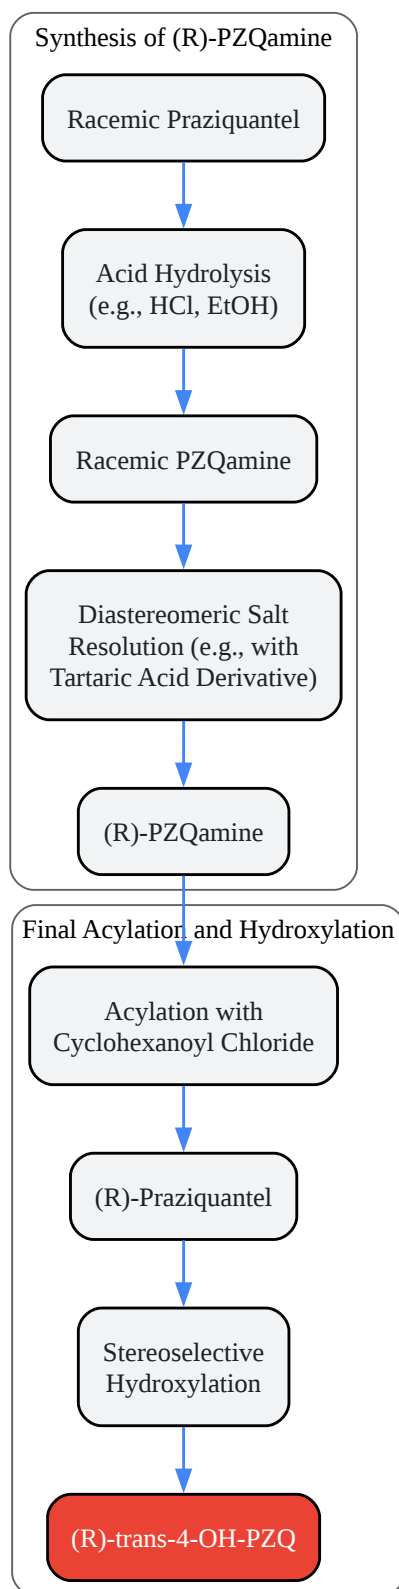 Synthesis of (R)-PZQamine
Racemic Praziquantel
Acid Hydrolysis
(e.g., HCl, EtOH)
Racemic PZQamine
Diastereomeric Salt
Resolution (e.g., with
Tartaric Acid Derivative)
(R)-PZQamine
Final Acylation and Hydroxylation
Acylation with
Cyclohexanoyl Chloride
(R)-Praziquantel
Stereoselective
Hydroxylation
(R)-trans-4-OH-PZQ